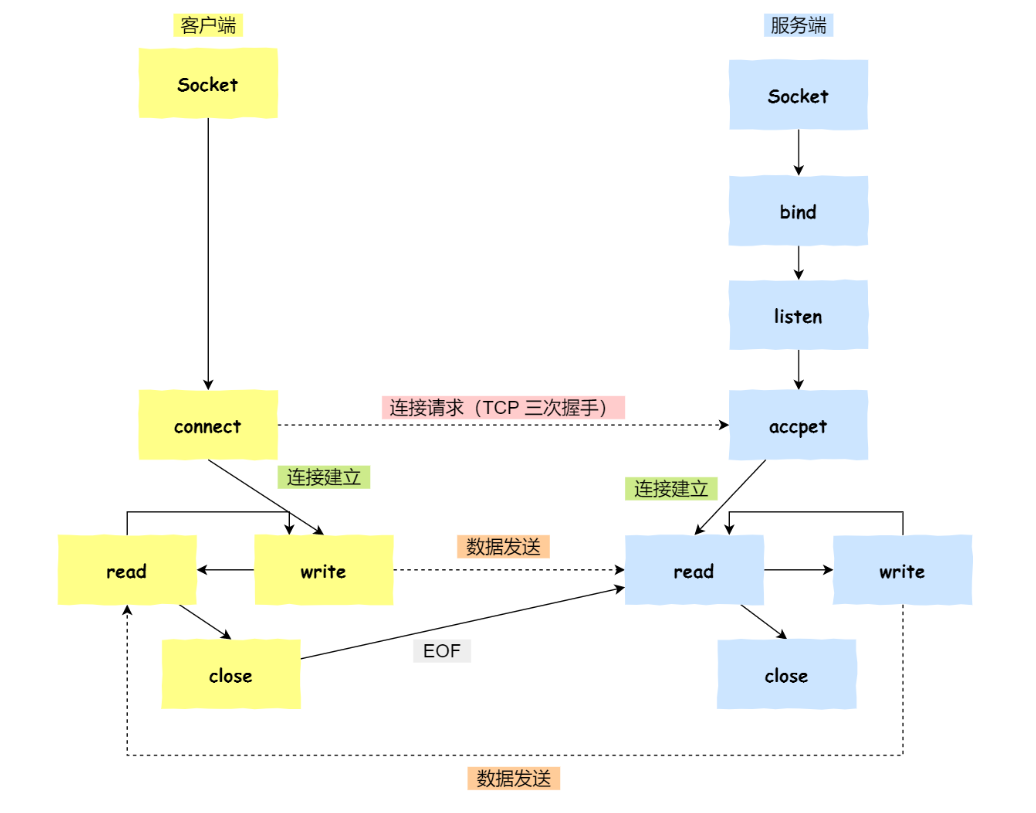 客户端
服务端
Socket
Socket
bind
listen
connect
连接请求（TCP 三次握手）
accpet
连接建立
连接建立
数据发送
read
write
read
write
EOF
close
close
数据发送